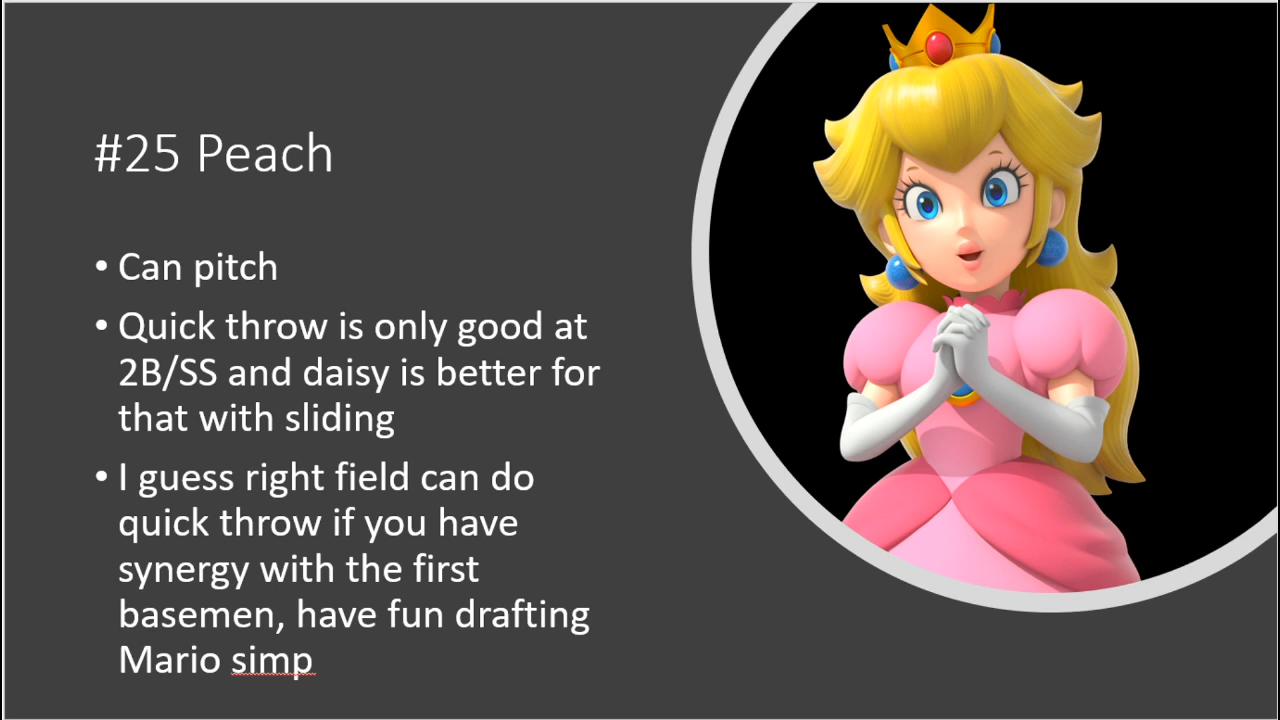 #25 Peach
• Can pitch
• Quick throw is only good at
2B/SS and daisy is better for
that with sliding
• I guess right field can do
quick throw if you have
synergy with the first
basemen, have fun drafting
Mario simp